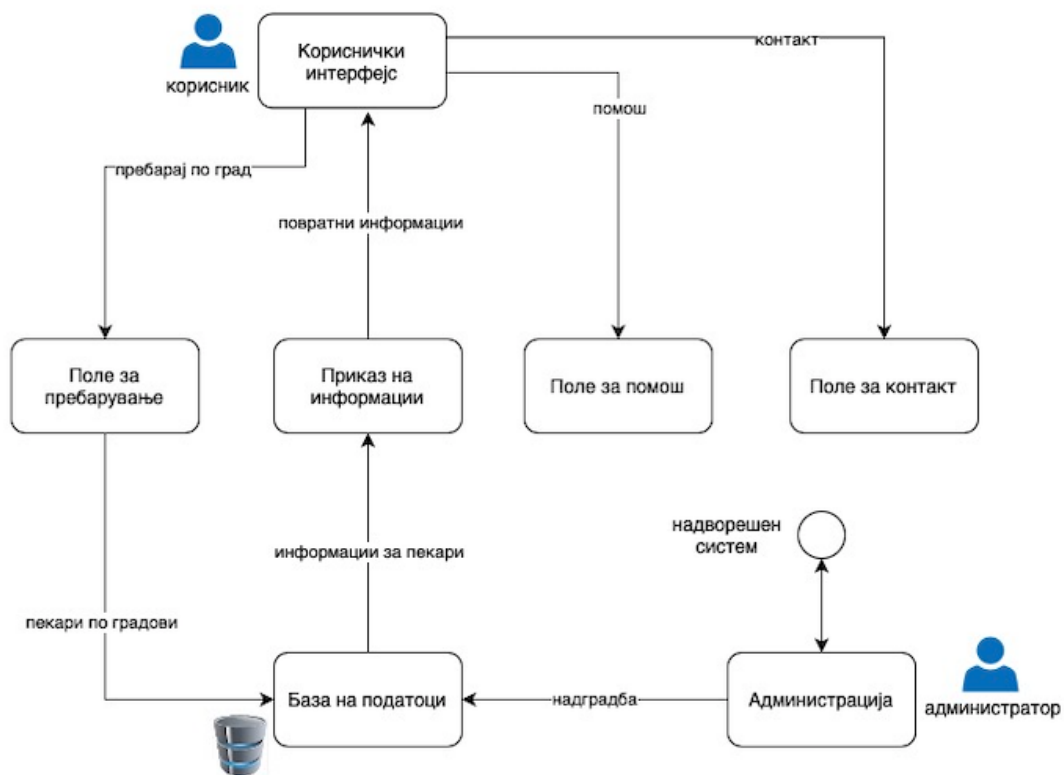 Кориснички
интерфејс
контакт
корисник
помош
пребарај по град
повратни информации
Поле за
пребарување
Приказ на
информации
Поле за помош
Поле за контакт
надворешен
систем
информации за пекари
пекари по градови
База на податоци
надградба
Администрација
администратор